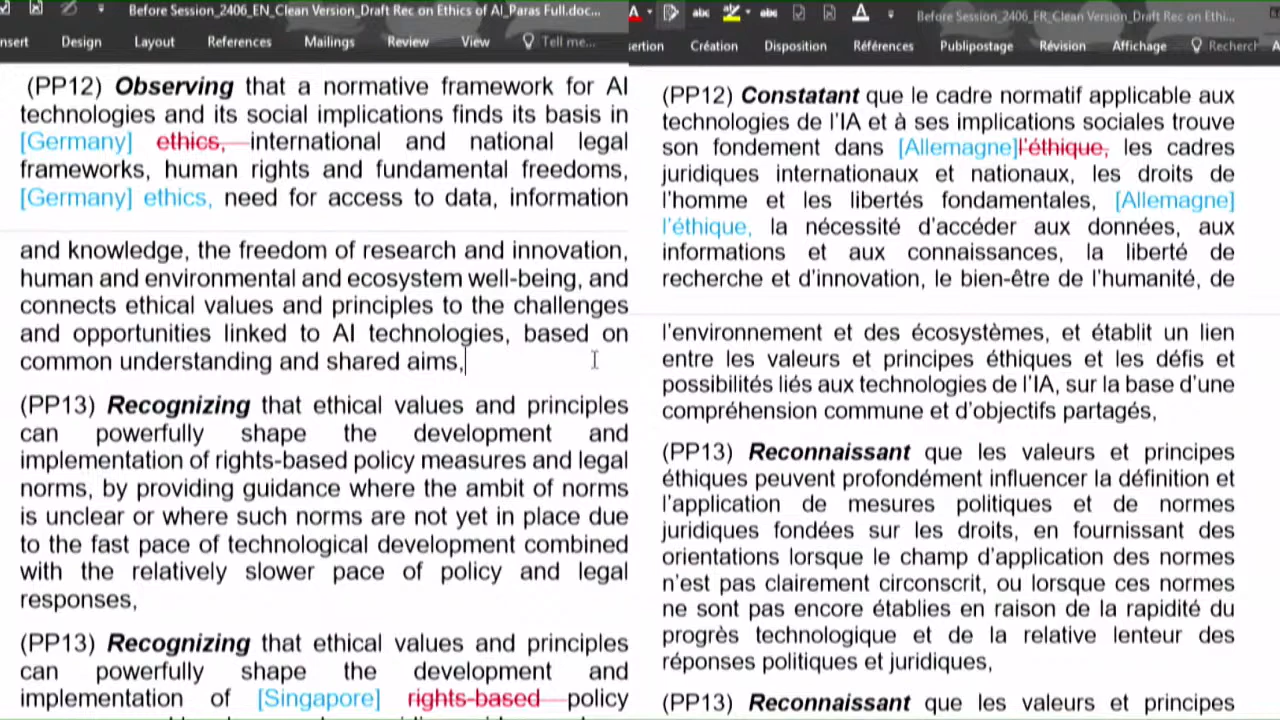 Before Session_2406_EN_Clean Version_Draft Rec on Ethics of AI_Paras Full.doc...
Design Layout References Mailings Review View Tell me...
(PP12) Observing that a normative framework for AI
technologies and its social implications finds its basis in
[Germany] ethics, international and national legal
frameworks, human rights and fundamental freedoms,
[Germany] ethics, need for access to data, information
and knowledge, the freedom of research and innovation,
human and environmental and ecosystem well-being, and
connects ethical values and principles to the challenges
and opportunities linked to AI technologies, based on
common understanding and shared aims,
(PP13) Recognizing that ethical values and principles
can powerfully shape the development and
implementation of rights-based policy measures and legal
norms, by providing guidance where the ambit of norms
is unclear or where such norms are not yet in place due
to the fast pace of technological development combined
with the relatively slower pace of policy and legal
responses,
(PP13) Recognizing that ethical values and principles
can powerfully shape the development and
implementation of [Singapore] rights-based policy
Before Session_2406_FR_Clean Version_Draft Rec on Ethi...
Création Disposition Références Publipostage Révision Affichage
(PP12) Constatant que le cadre normatif applicable aux
technologies de l'IA et à ses implications sociales trouve
son fondement dans [Allemagne]l'éthique, les cadres
juridiques internationaux et nationaux, les droits de
l'homme et les libertés fondamentales, [Allemagne]
l'éthique, la nécessité d'accéder aux données, aux
informations et aux connaissances, la liberté de
recherche et d'innovation, le bien-être de l'humanité, de
l'environnement et des écosystèmes, et établit un lien
entre les valeurs et principes éthiques et les défis et
possibilités liés aux technologies de l'IA, sur la base d'une
compréhension commune et d'objectifs partagés,
(PP13) Reconnaissant que les valeurs et principes
éthiques peuvent profondément influencer la définition et
l'application de mesures politiques et de normes
juridiques fondées sur les droits, en fournissant des
orientations lorsque le champ d'application des normes
n'est pas clairement circonscrit, ou lorsque ces normes
ne sont pas encore établies en raison de la rapidité du
progrès technologique et de la relative lenteur des
réponses politiques et juridiques,
(PP13) Reconnaissant que les valeurs et principes